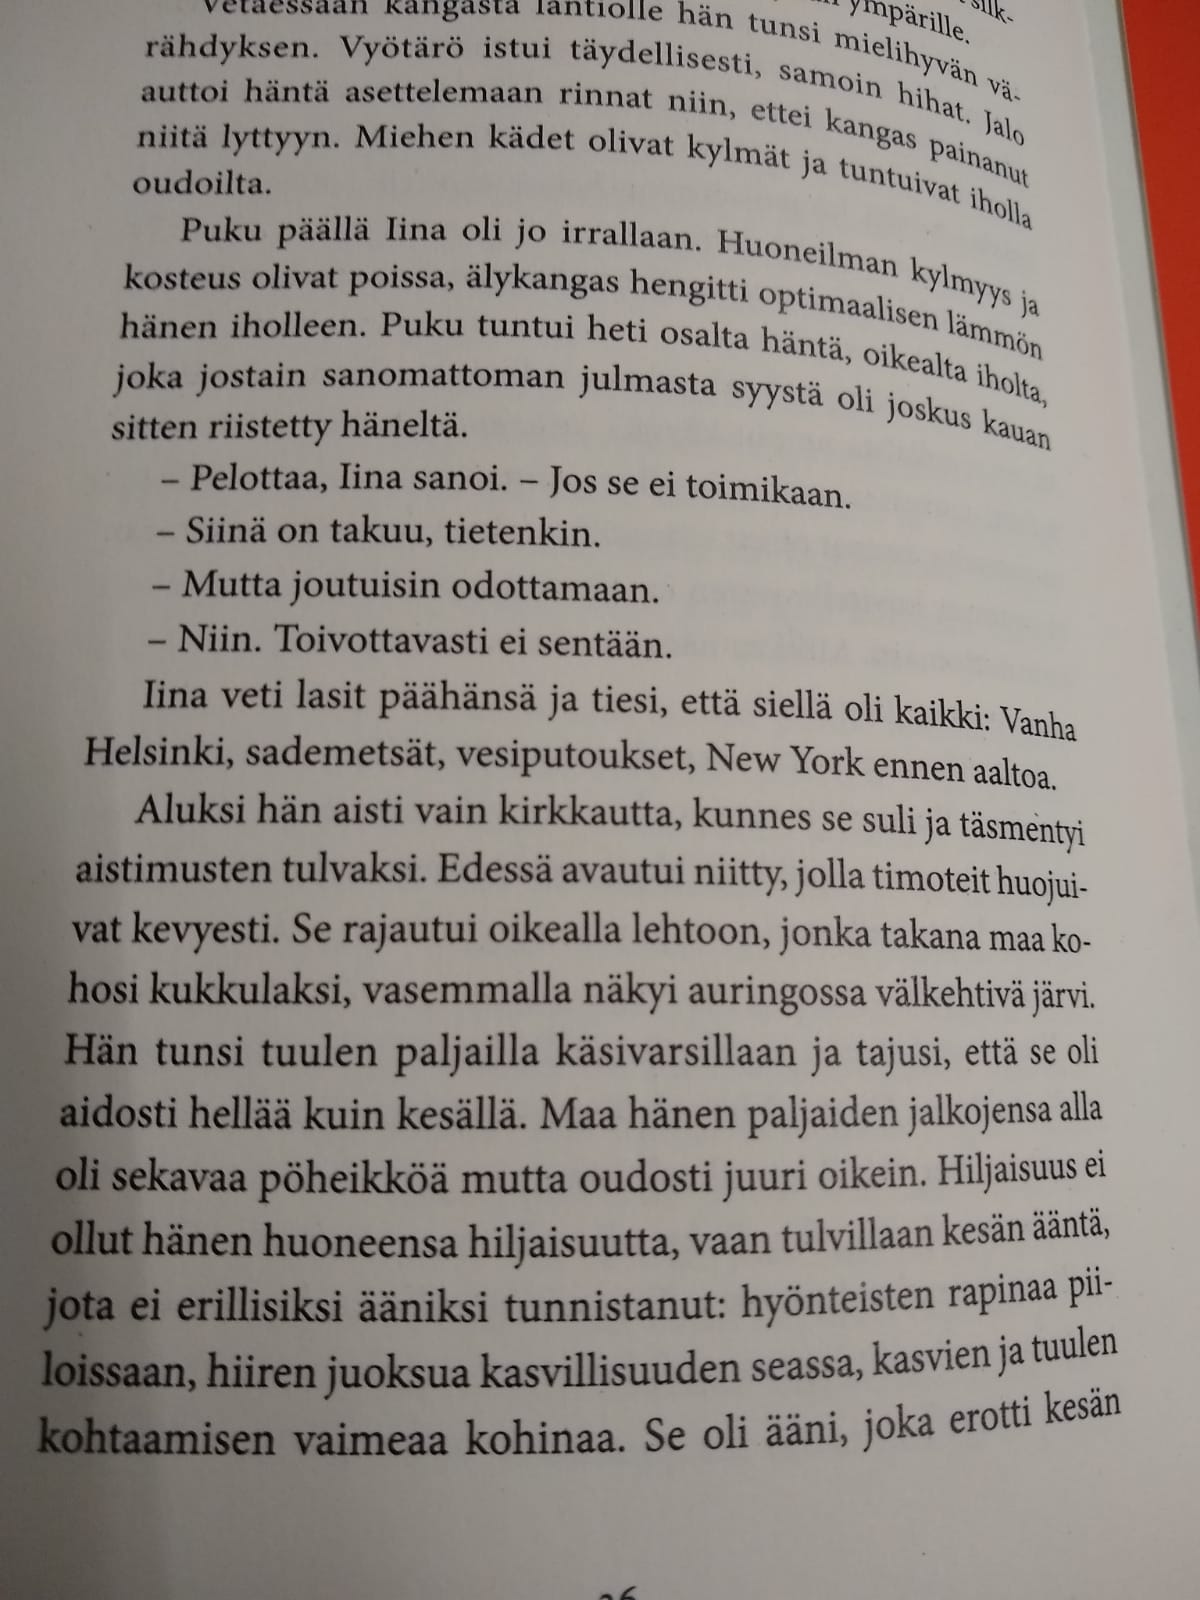 ympärille.
Vetäessään kangasta lantiolle hän tunsi mielihyvän vä-
rähdyksen. Vyötärö istui täydellisesti, samoin hihat. Jalo
auttoi häntä asettelemaan rinnat niin, ettei kangas painanut
niitä lyttyyn. Miehen kädet olivat kylmät ja tuntuivat iholla
oudoilta.
Puku päällä Iina oli jo irrallaan. Huoneilman kylmyys ja
kosteus olivat poissa, älykangas hengitti optimaalisen lämmön
hänen iholleen. Puku tuntui heti osalta häntä, oikealta iholta,
joka jostain sanomattoman julmasta syystä oli joskus kauan
sitten riistetty häneltä.
– Pelottaa, Iina sanoi. – Jos se ei toimikaan.
– Siinä on takuu, tietenkin.
– Mutta joutuisin odottamaan.
– Niin. Toivottavasti ei sentään.
Iina veti lasit päähänsä ja tiesi, että siellä oli kaikki: Vanha
Helsinki, sademetsät, vesiputoukset, New York ennen aaltoa.
Aluksi hän aisti vain kirkkautta, kunnes se suli ja täsmentyi
aistimusten tulvaksi. Edessä avautui niitty, jolla timoteit huojui-
vat kevyesti. Se rajautui oikealla lehtoon, jonka takana maa ko-
hosi kukkulaksi, vasemmalla näkyi auringossa välkehtivä järvi.
Hän tunsi tuulen paljailla käsivarsillaan ja tajusi, että se oli
aidosti hellää kuin kesällä. Maa hänen paljaiden jalkojensa alla
oli sekavaa pöheikköä mutta oudosti juuri oikein. Hiljaisuus ei
ollut hänen huoneensa hiljaisuutta, vaan tulvillaan kesän ääntä,
jota ei erillisiksi ääniksi tunnistanut: hyönteisten rapinaa pii-
loissaan, hiiren juoksua kasvillisuuden seassa, kasvien ja tuulen
kohtaamisen vaimeaa kohinaa. Se oli ääni, joka erotti kesän